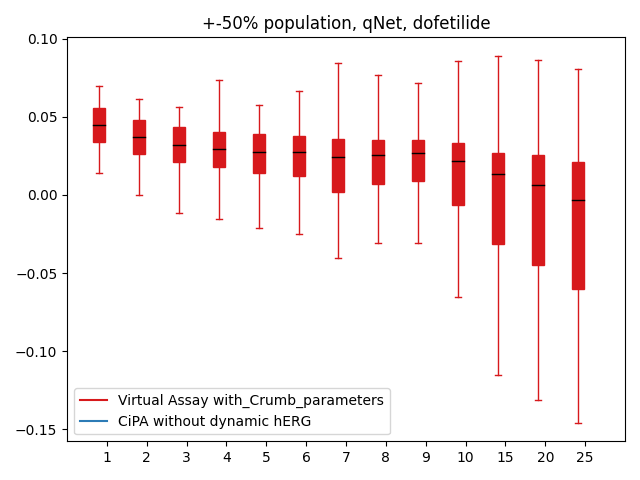 +-50% population, qNet, dofetilide
0.10
0.05
0.00
−0.05
−0.10
−0.15
Virtual Assay with_Crumb_parameters
CiPA without dynamic hERG
1 2 3 4 5 6 7 8 9 10 15 20 25